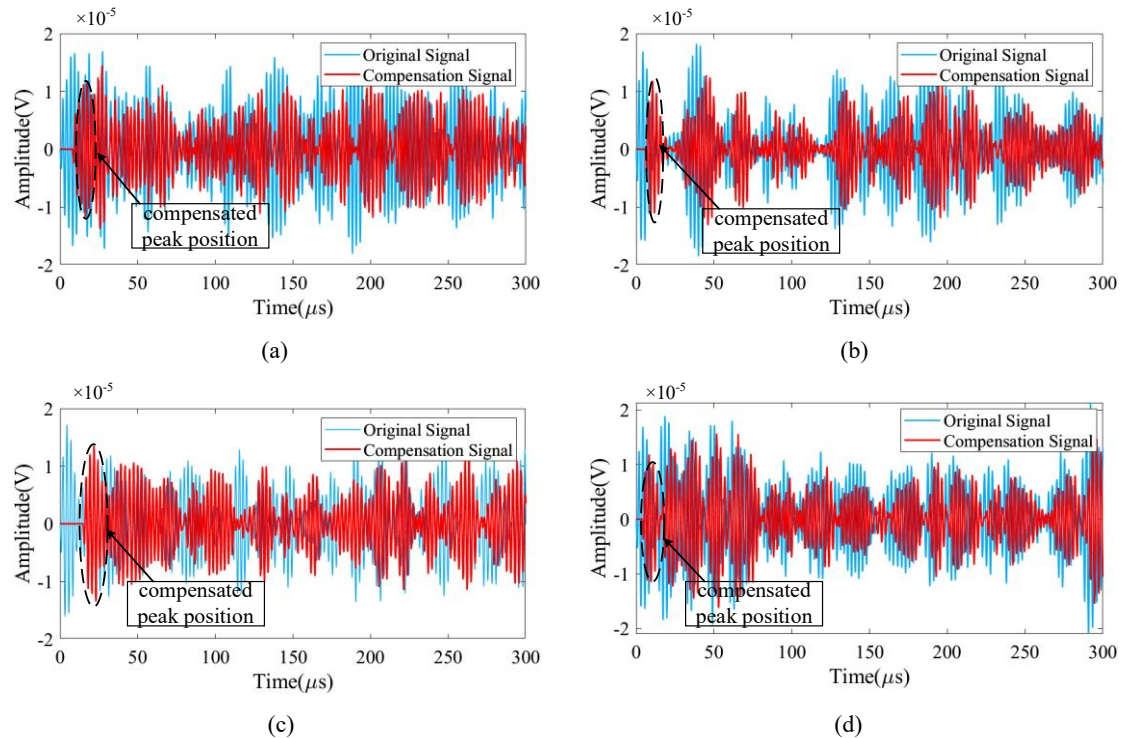 ×10⁻⁵
2
1
0
-1
-2
Amplitude(V)
Original Signal
Compensation Signal
compensated
peak position
0 50 100 150 200 250 300
Time(μs)
(a)
×10⁻⁵
2
1
0
-1
-2
Amplitude(V)
Original Signal
Compensation Signal
compensated
peak position
0 50 100 150 200 250 300
Time(μs)
(b)
×10⁻⁵
2
1
0
-1
-2
Amplitude(V)
Original Signal
Compensation Signal
compensated
peak position
0 50 100 150 200 250 300
Time(μs)
(c)
×10⁻⁵
2
1
0
-1
-2
Amplitude(V)
Original Signal
Compensation Signal
compensated
peak position
0 50 100 150 200 250 300
Time(μs)
(d)